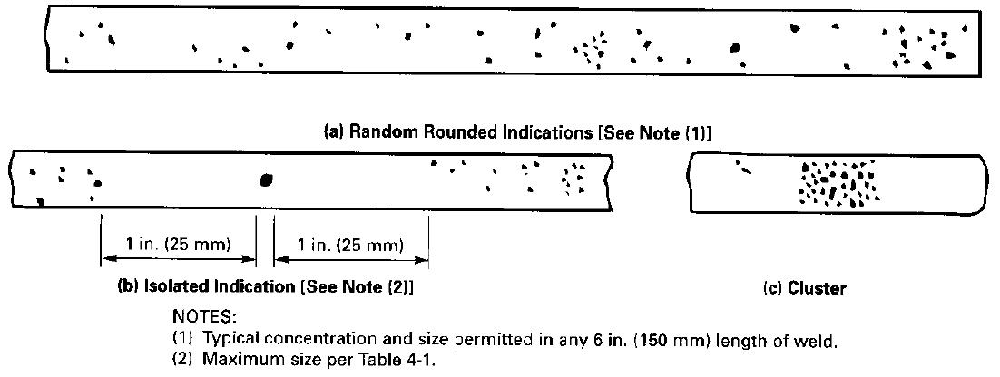 (a) Random Rounded Indications [See Note (1)]
1 in. (25 mm) 1 in. (25 mm)
(b) Isolated Indication [See Note (2)]
(c) Cluster
NOTES:
(1) Typical concentration and size permitted in any 6 in. (150 mm) length of weld.
(2) Maximum size per Table 4-1.